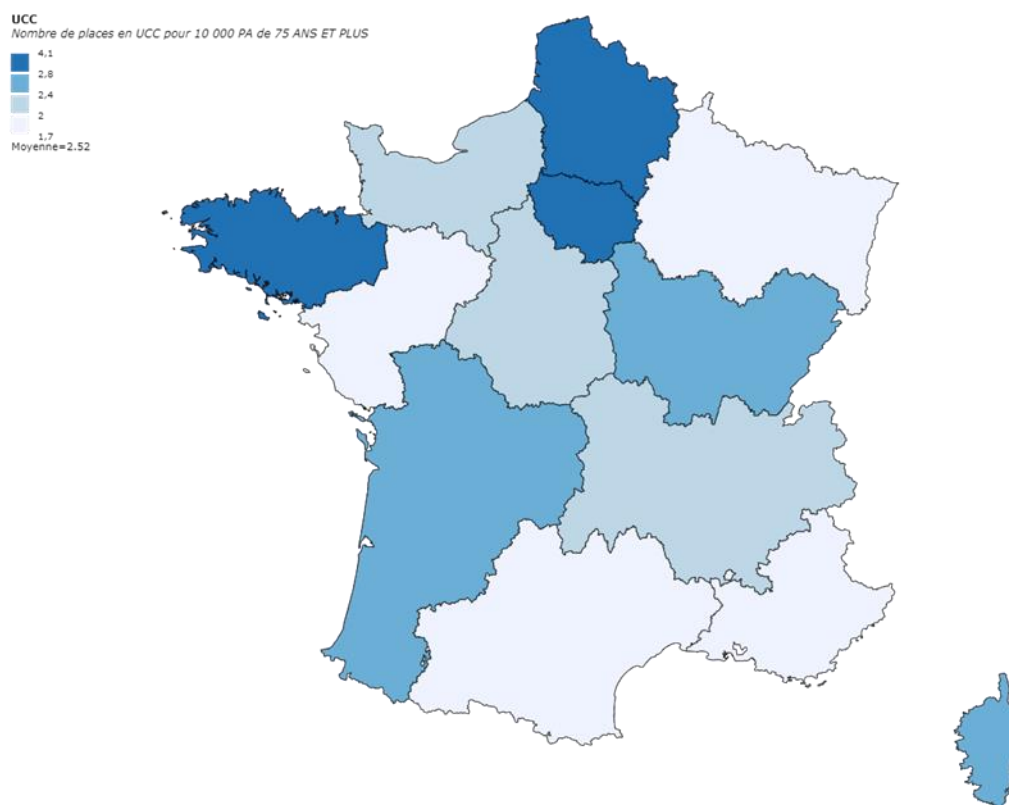 UCC
Nombre de places en UCC pour 10 000 PA de 75 ANS ET PLUS
4,1
2,8
2,4
2
1,7
Moyenne=2.52